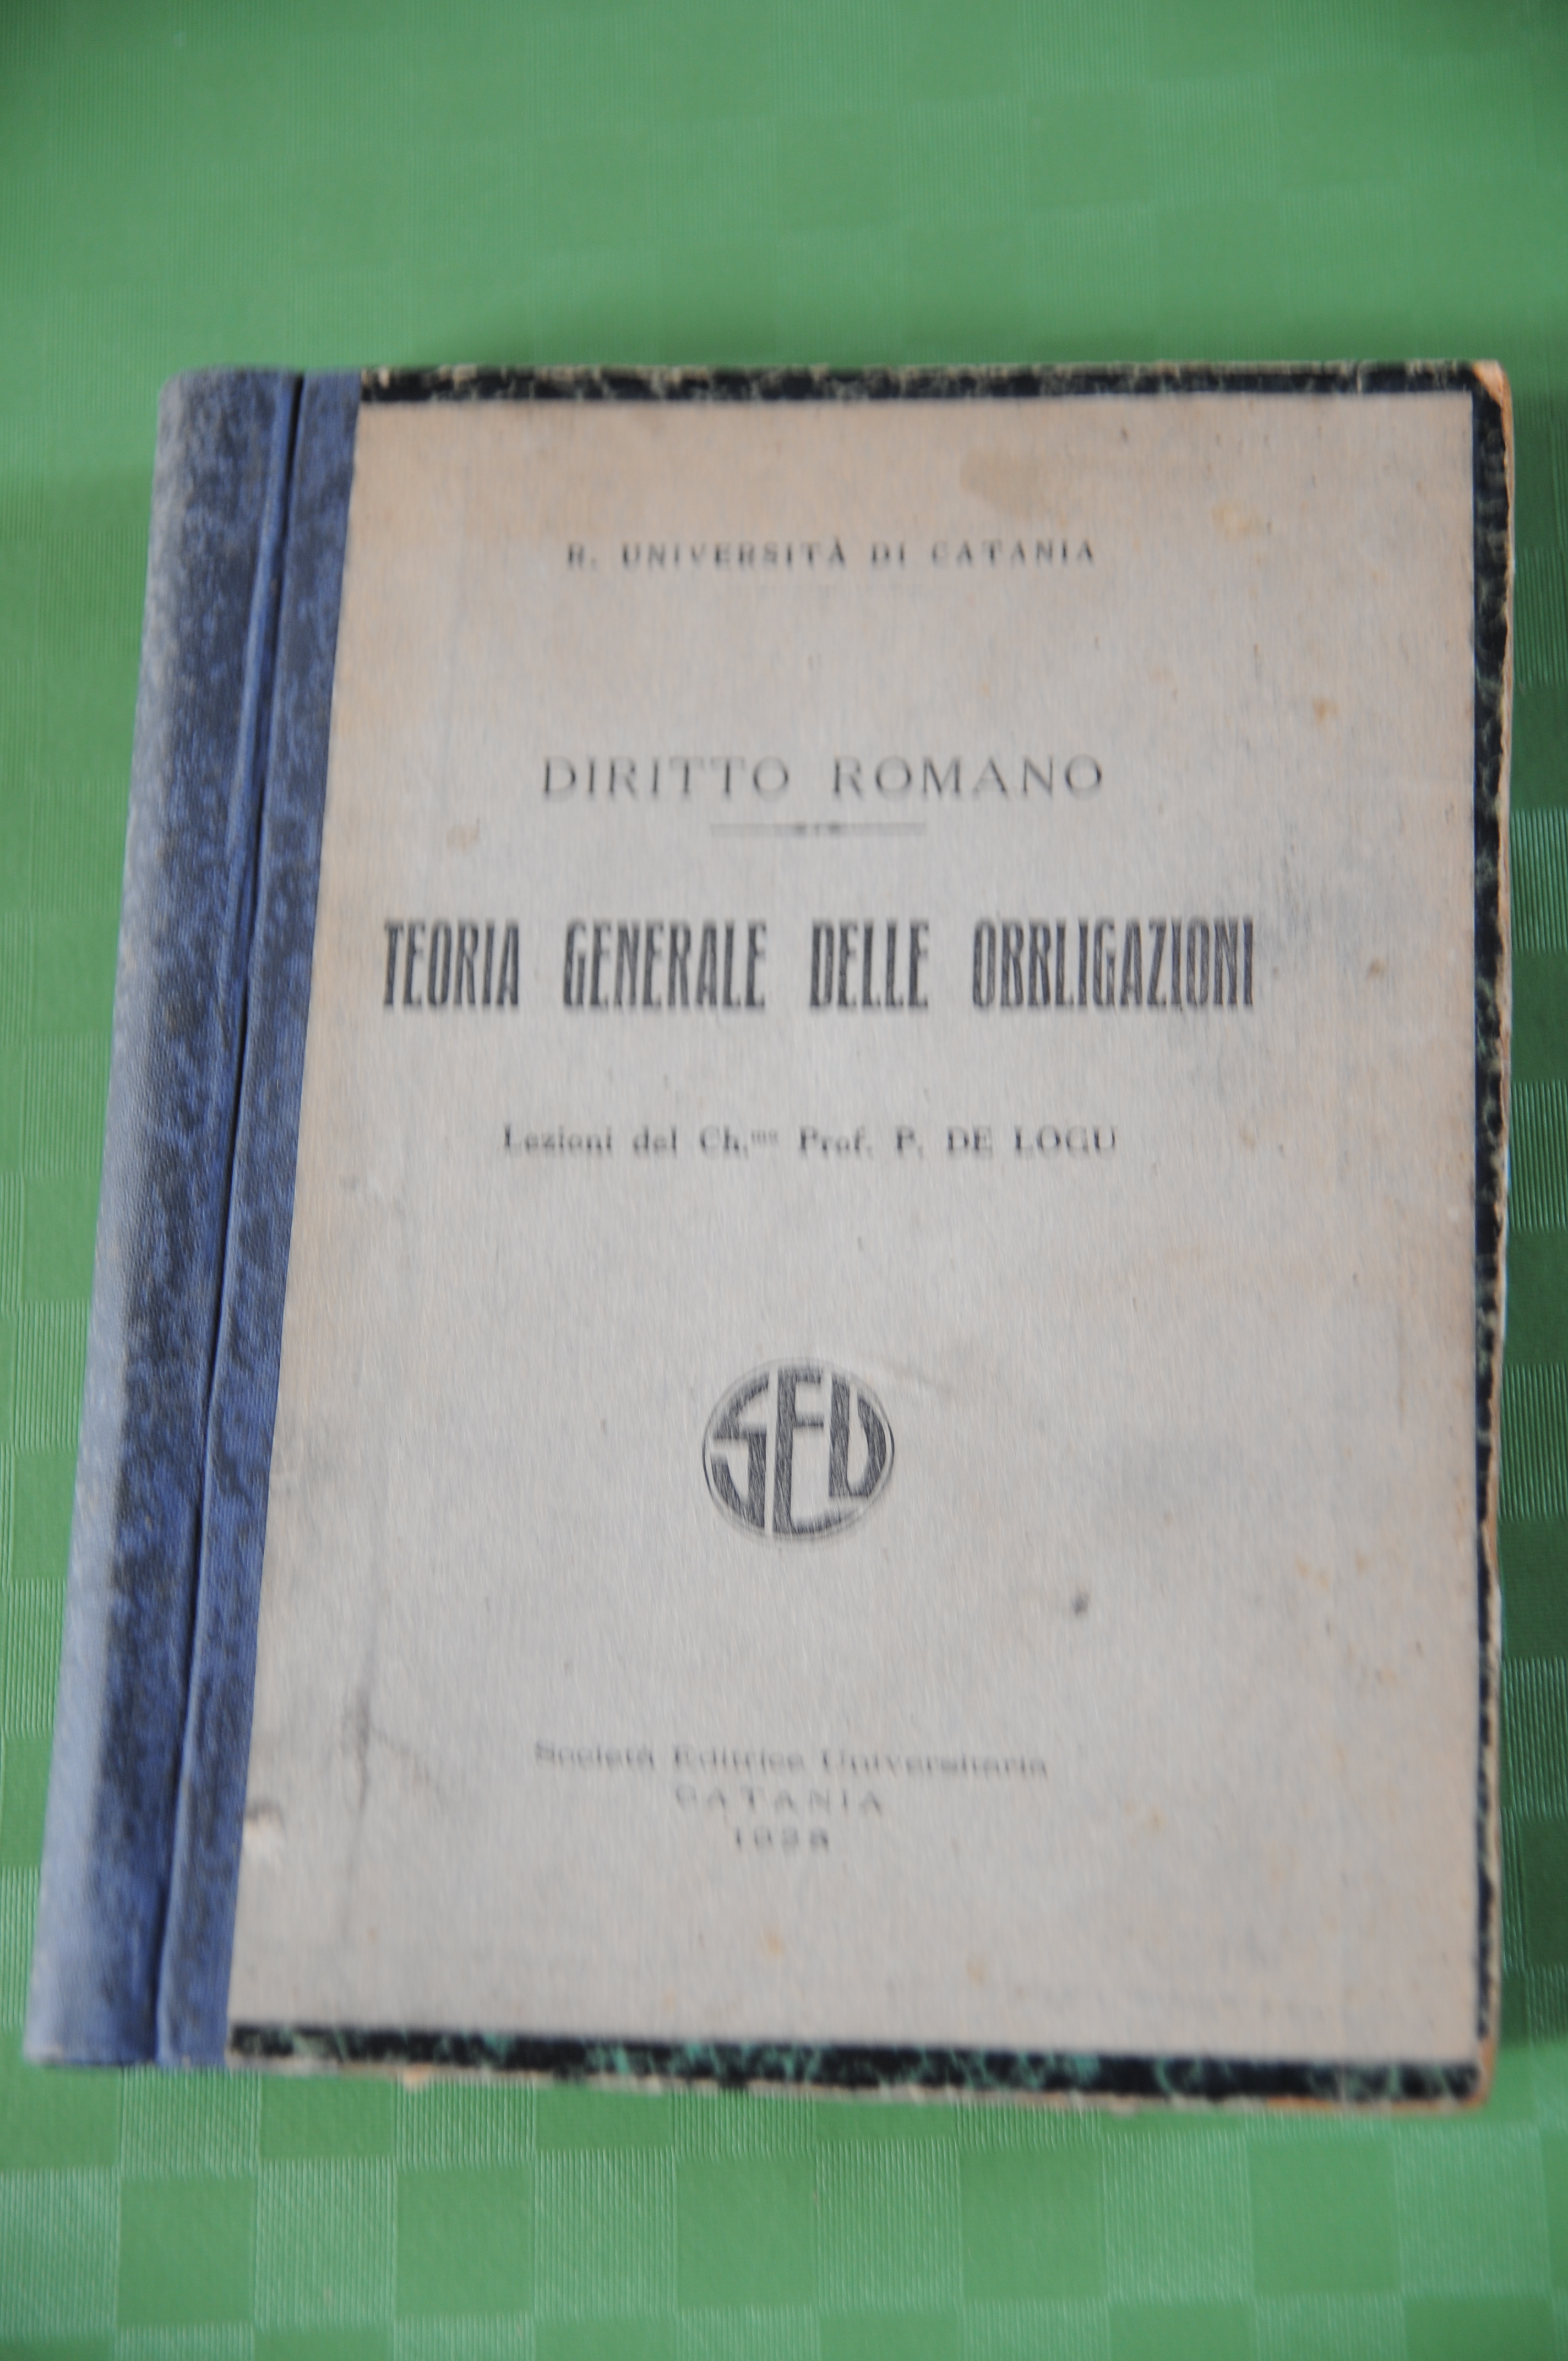 R. UNIVERSITÀ DI CATANIA
DIRITTO ROMANO
TEORIA GENERALE DELLE OBBLIGAZIONI
Lezioni del Ch.mo Prof. P. DE LOGU
SEU
Società Editrice Universitaria
CATANIA